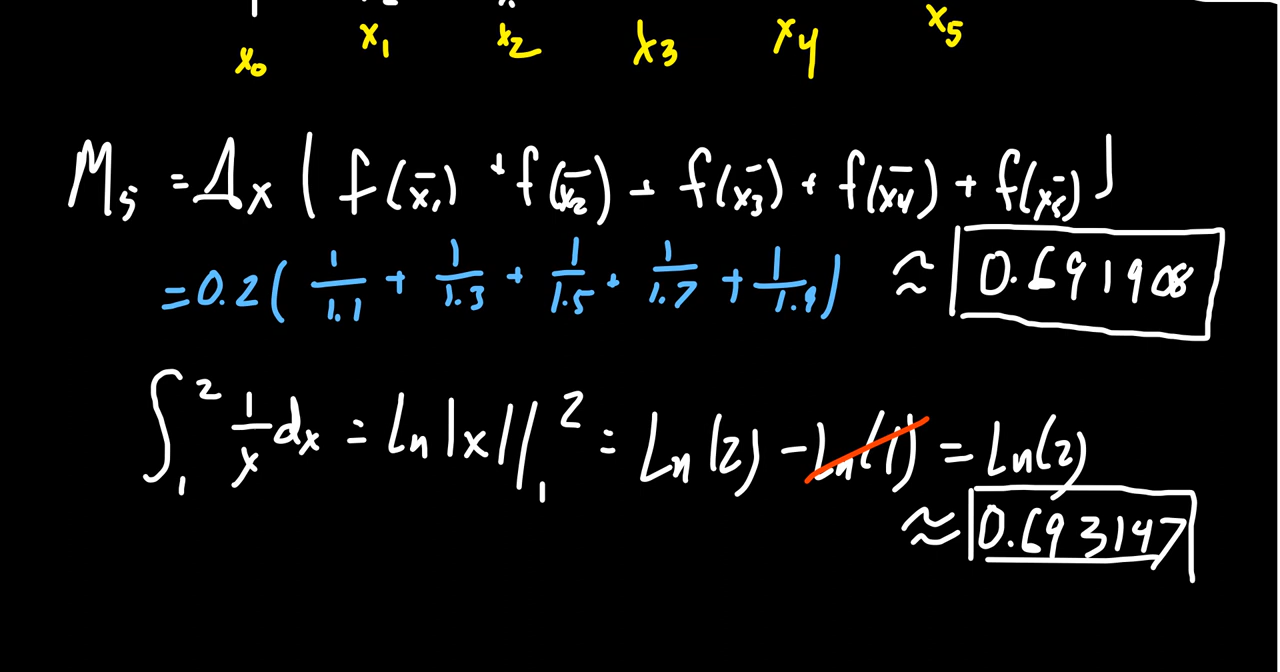 x₀ x₁ x₂ x₃ x₄ x₅
M₅ = Δx ( f(x̄₁) + f(x̄₂) + f(x̄₃) + f(x̄₄) + f(x̄₅) )
= 0.2 ( 1/1.1 + 1/1.3 + 1/1.5 + 1/1.7 + 1/1.9 ) ≈ 0.691908
∫₁² 1/x dx = Ln|x| |₁² = Ln(2) − Ln(1) = Ln(2)
≈ 0.693147